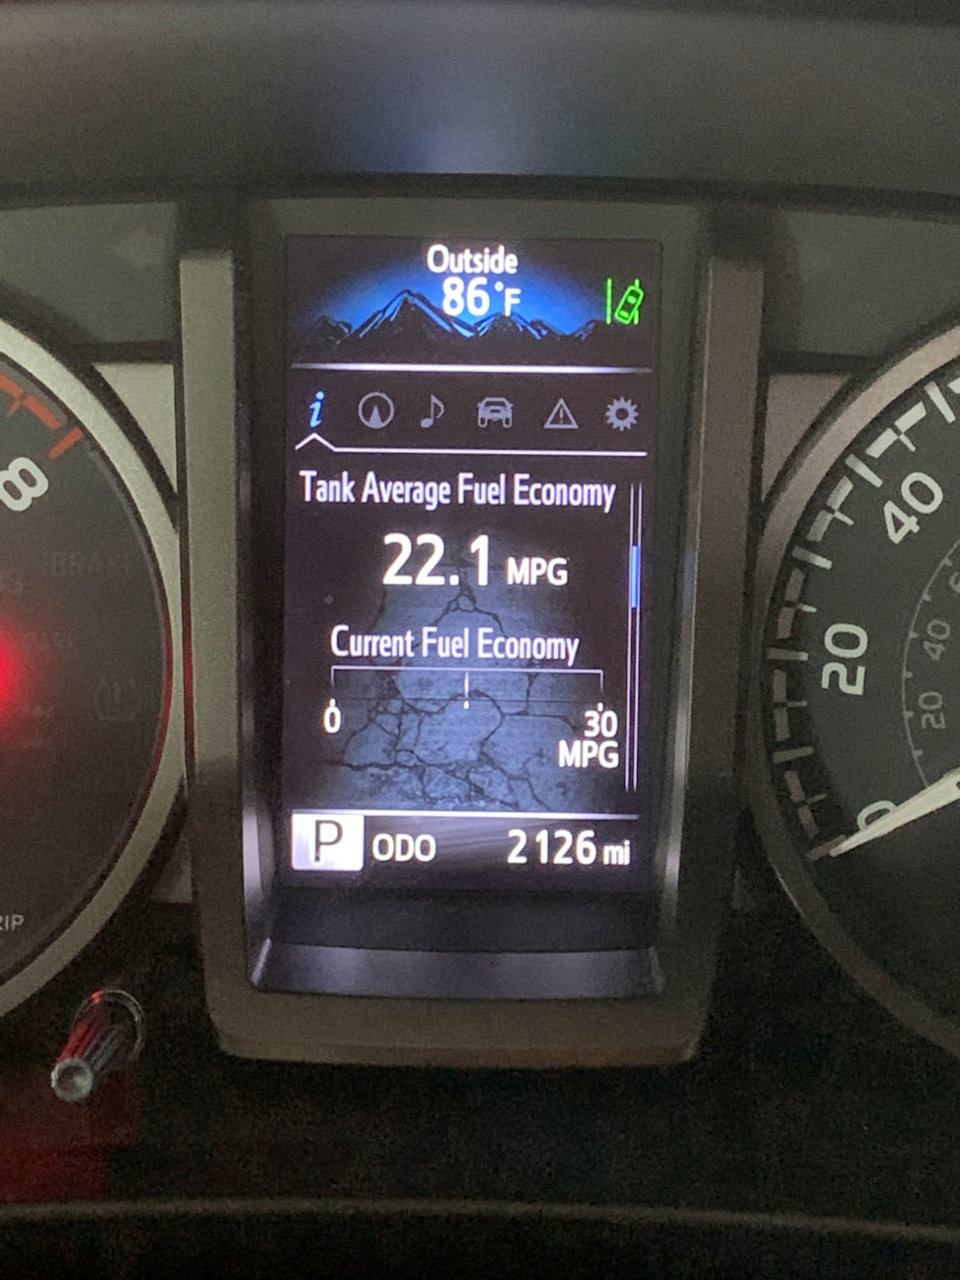 Outside
86°F
i
Tank Average Fuel Economy
22.1 MPG
Current Fuel Economy
0
30
MPG
P ODO 2126 mi
8
40
20
0
40
20